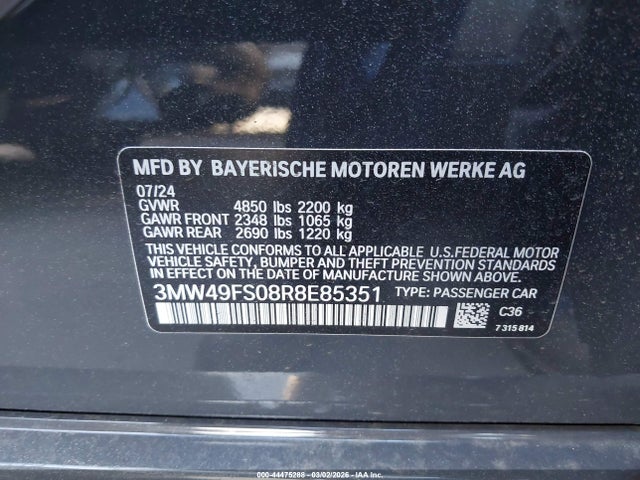 MFD BY BAYERISCHE MOTOREN WERKE AG
07/24
GVWR 4850 lbs 2200 kg
GAWR FRONT 2348 lbs 1065 kg
GAWR REAR 2690 lbs 1220 kg
THIS VEHICLE CONFORMS TO ALL APPLICABLE U.S.FEDERAL MOTOR
VEHICLE SAFETY, BUMPER, AND THEFT PREVENTION STANDARDS
IN EFFECT ON THE DATE OF MANUFACTURE SHOWN ABOVE.
3MW49FS08R8E85351 TYPE: PASSENGER CAR
C36
7 315 814
000-44475288 - 03/02/2026 - IAA Inc.